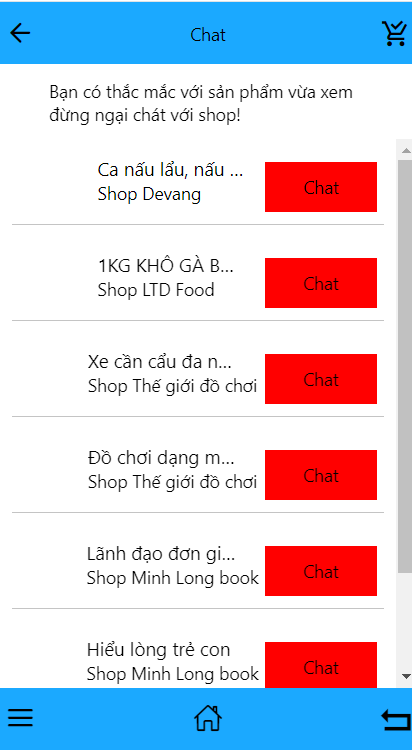 Chat
Bạn có thắc mắc với sản phẩm vừa xem
đừng ngại chát với shop!
Ca nấu lẩu, nấu ...
Shop Devang
Chat
1KG KHÔ GÀ B...
Shop LTD Food
Chat
Xe cần cẩu đa n...
Shop Thế giới đồ chơi
Chat
Đồ chơi dạng m...
Shop Thế giới đồ chơi
Chat
Lãnh đạo đơn gi...
Shop Minh Long book
Chat
Hiểu lòng trẻ con
Shop Minh Long book
Chat